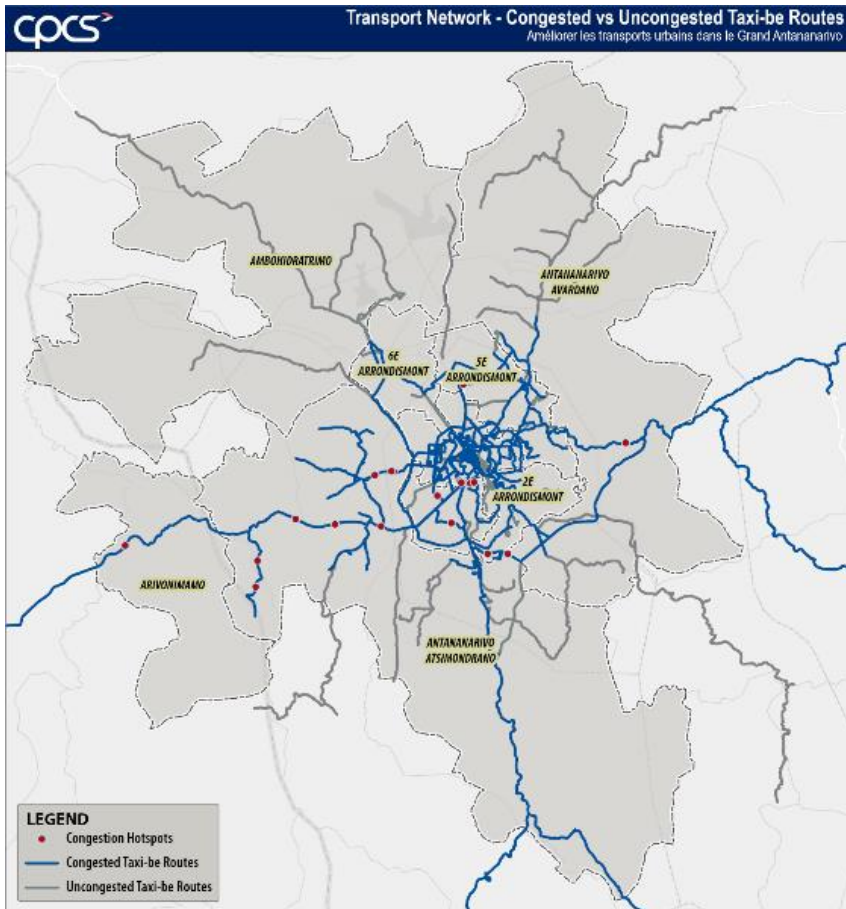 cpcs
Transport Network - Congested vs Uncongested Taxi-be Routes
Améliorer les transports urbains dans le Grand Antananarivo
AMBOHIDRATRIMO
ANTANANARIVO
AVARDANO
6E
ARRONDISMONT
5E
ARRONDISMONT
2E
ARRONDISMONT
ARIVONIMAMO
ANTANANARIVO
ATSIMONDRANO
LEGEND
Congestion Hotspots
Congested Taxi-be Routes
Uncongested Taxi-be Routes